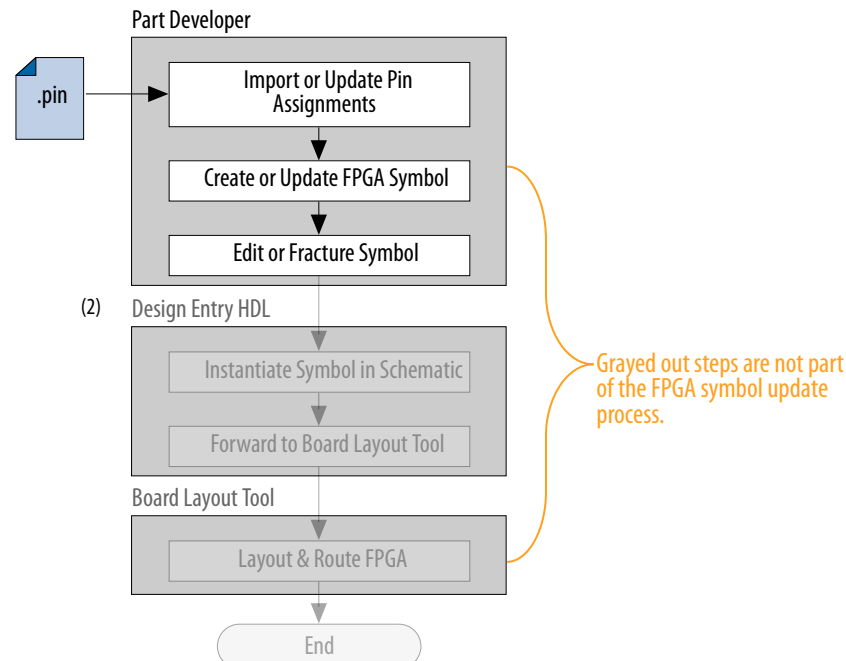 Part Developer
.pin
Import or Update Pin
Assignments
Create or Update FPGA Symbol
Edit or Fracture Symbol
(2)
Design Entry HDL
Instantiate Symbol in Schematic
Forward to Board Layout Tool
Grayed out steps are not part
of the FPGA symbol update
process.
Board Layout Tool
Layout & Route FPGA
End